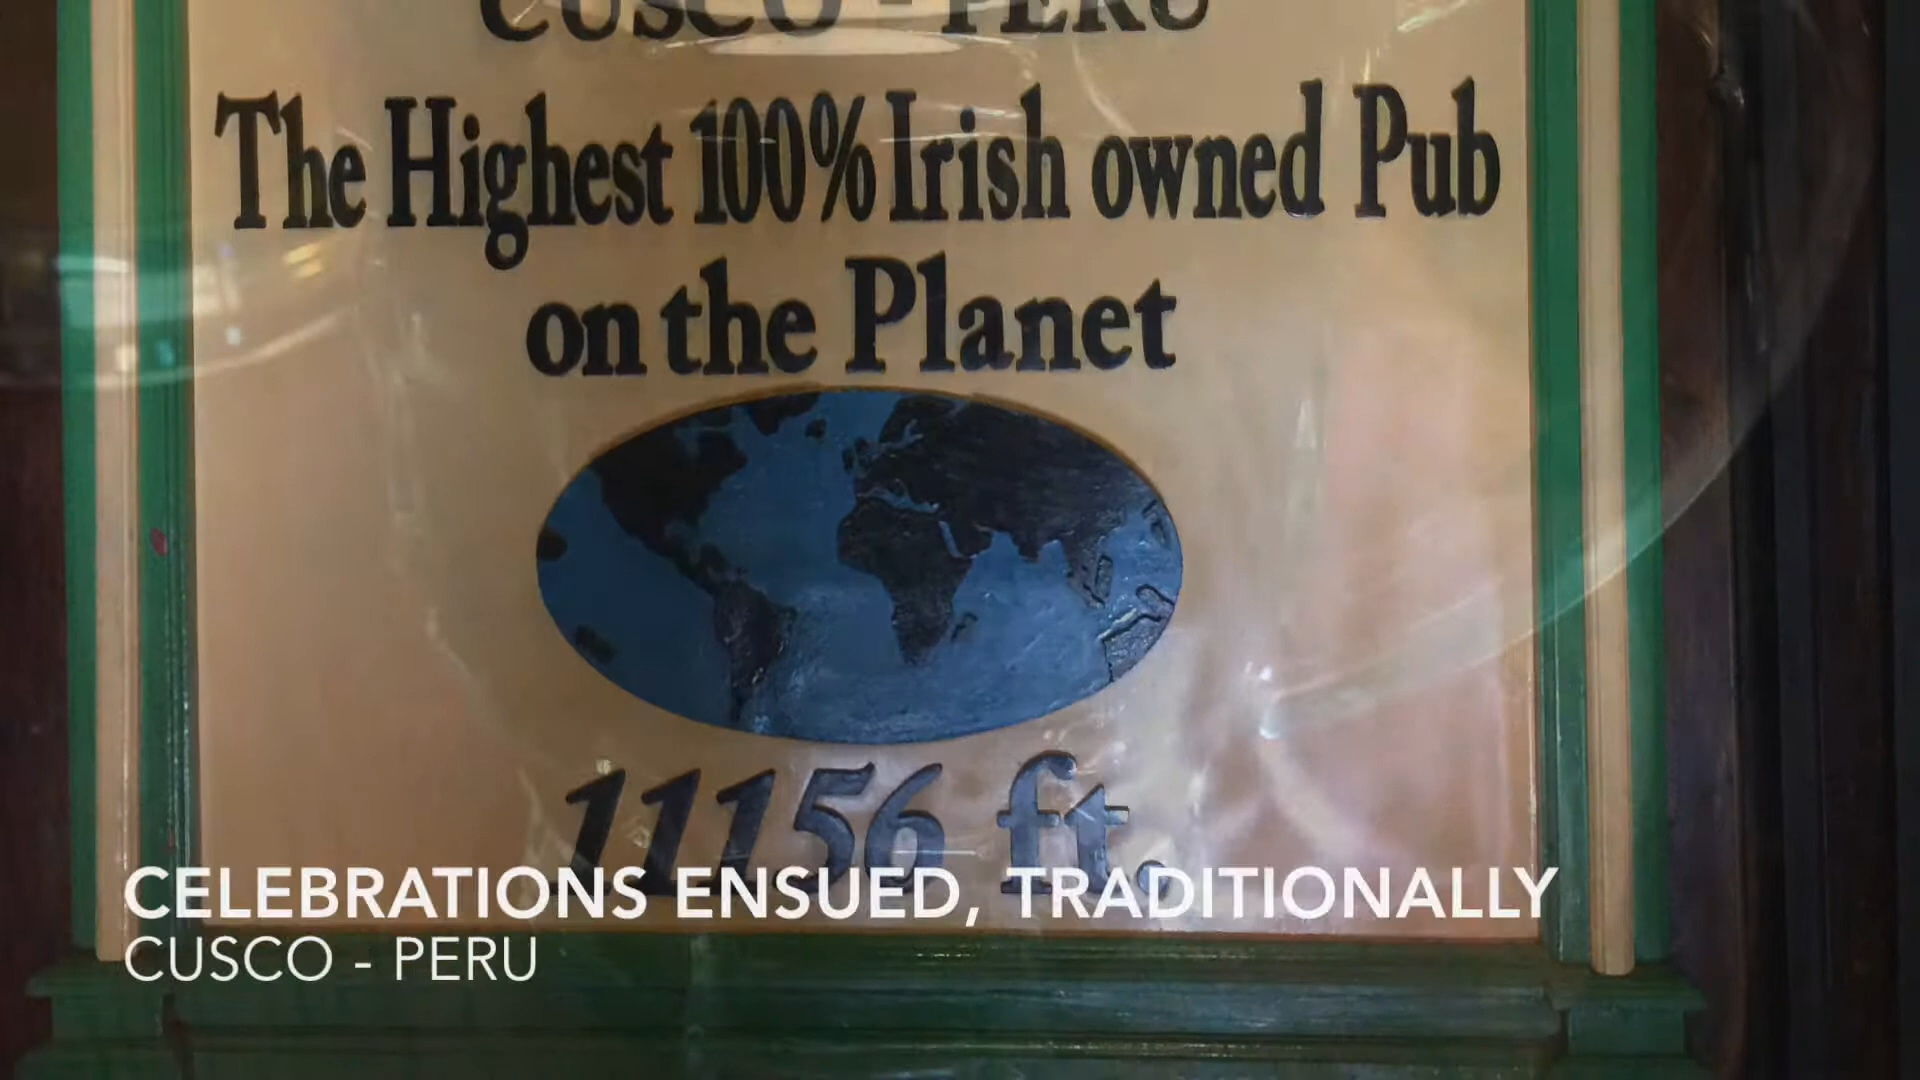 CUSCO - PERU
The Highest 100% Irish owned Pub
on the Planet
11156 ft.
CELEBRATIONS ENSUED, TRADITIONALLY
CUSCO - PERU